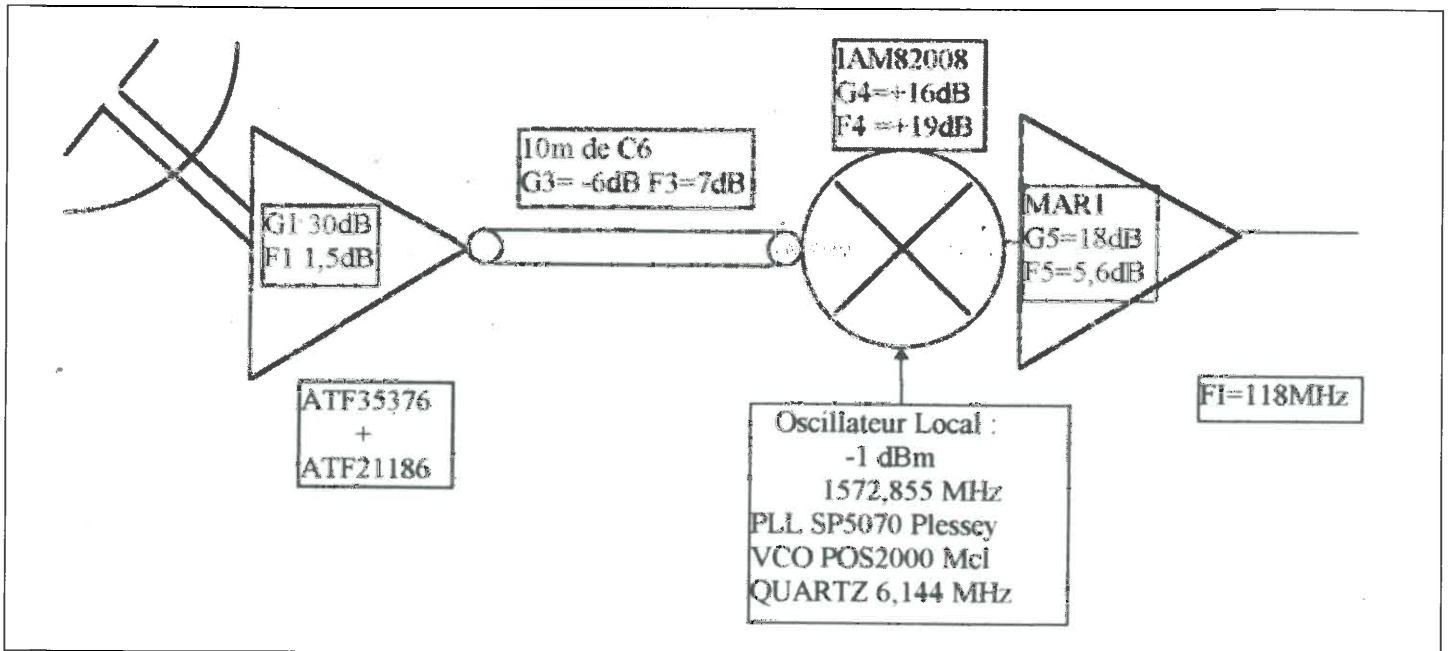 IAM82008
G4=+16dB
F4 =+19dB
10m de C6
G3= -6dB F3=7dB
G1 30dB
F1 1,5dB
MAR1
G5=18dB
F5=5,6dB
ATF35376
+
ATF21186
Oscillateur Local :
-1 dBm
1572,855 MHz
PLL SP5070 Plessey
VCO POS2000 Mcl
QUARTZ 6,144 MHz
FI=118MHz